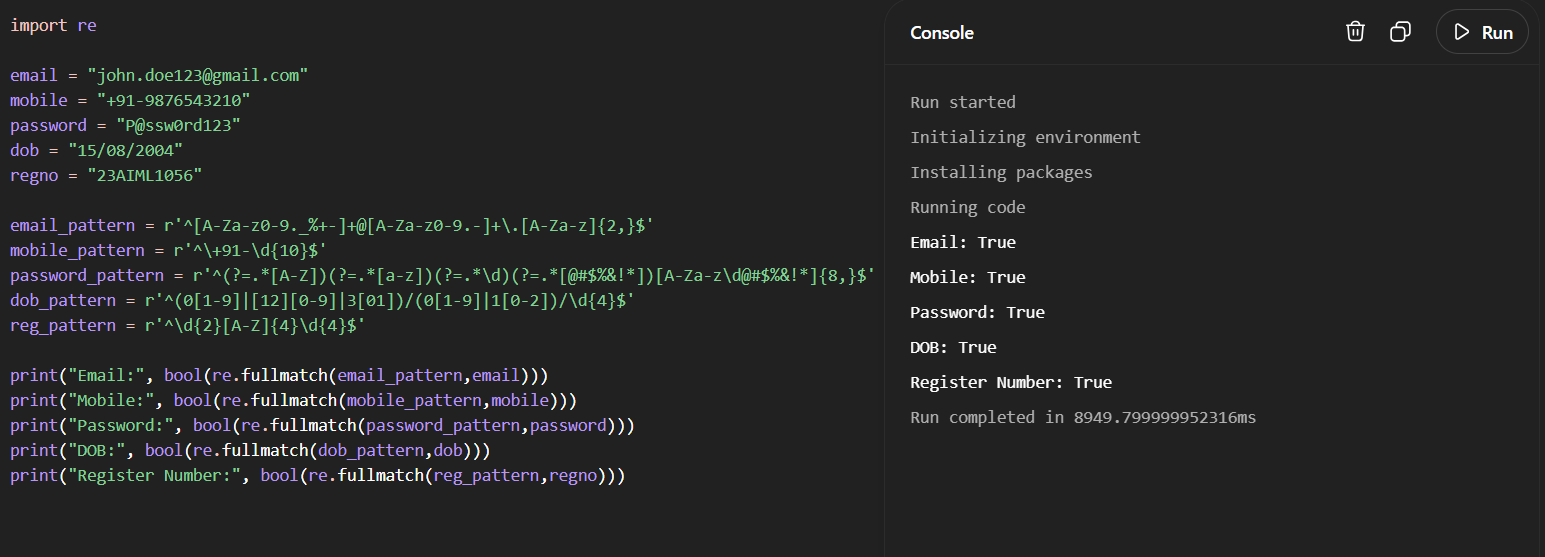 import re
email = "john.doe123@gmail.com"
mobile = "+91-9876543210"
password = "P@ssw0rd123"
dob = "15/08/2004"
regno = "23AIML1056"
email_pattern = r'^[A-Za-z0-9._%+-]+@[A-Za-z0-9.-]+\.[A-Za-z]{2,}$'
mobile_pattern = r'^\+91-\d{10}$'
password_pattern = r'^(?=.*[A-Z])(?=.*[a-z])(?=.*\d)(?=.*[@#$%&!*])[A-Za-z\d@#$%&!*]{8,}$'
dob_pattern = r'^(0[1-9]|[12][0-9]|3[01])/(0[1-9]|1[0-2])/\d{4}$'
reg_pattern = r'^\d{2}[A-Z]{4}\d{4}$'
print("Email:", bool(re.fullmatch(email_pattern,email)))
print("Mobile:", bool(re.fullmatch(mobile_pattern,mobile)))
print("Password:", bool(re.fullmatch(password_pattern,password)))
print("DOB:", bool(re.fullmatch(dob_pattern,dob)))
print("Register Number:", bool(re.fullmatch(reg_pattern,regno)))
Console
Run
Run started
Initializing environment
Installing packages
Running code
Email: True
Mobile: True
Password: True
DOB: True
Register Number: True
Run completed in 8949.799999952316ms